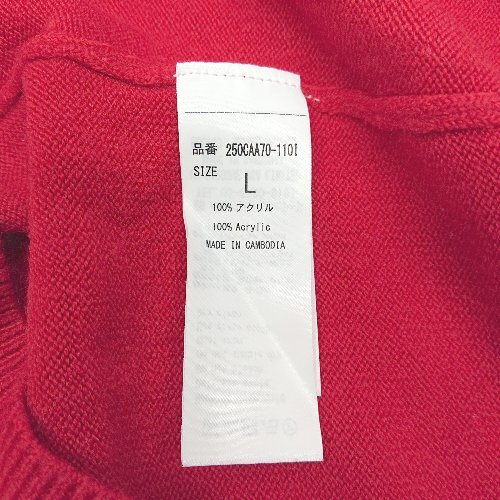 品番 250CAA70-110I
SIZE L
100% アクリル
100% Acrylic
MADE IN CAMBODIA